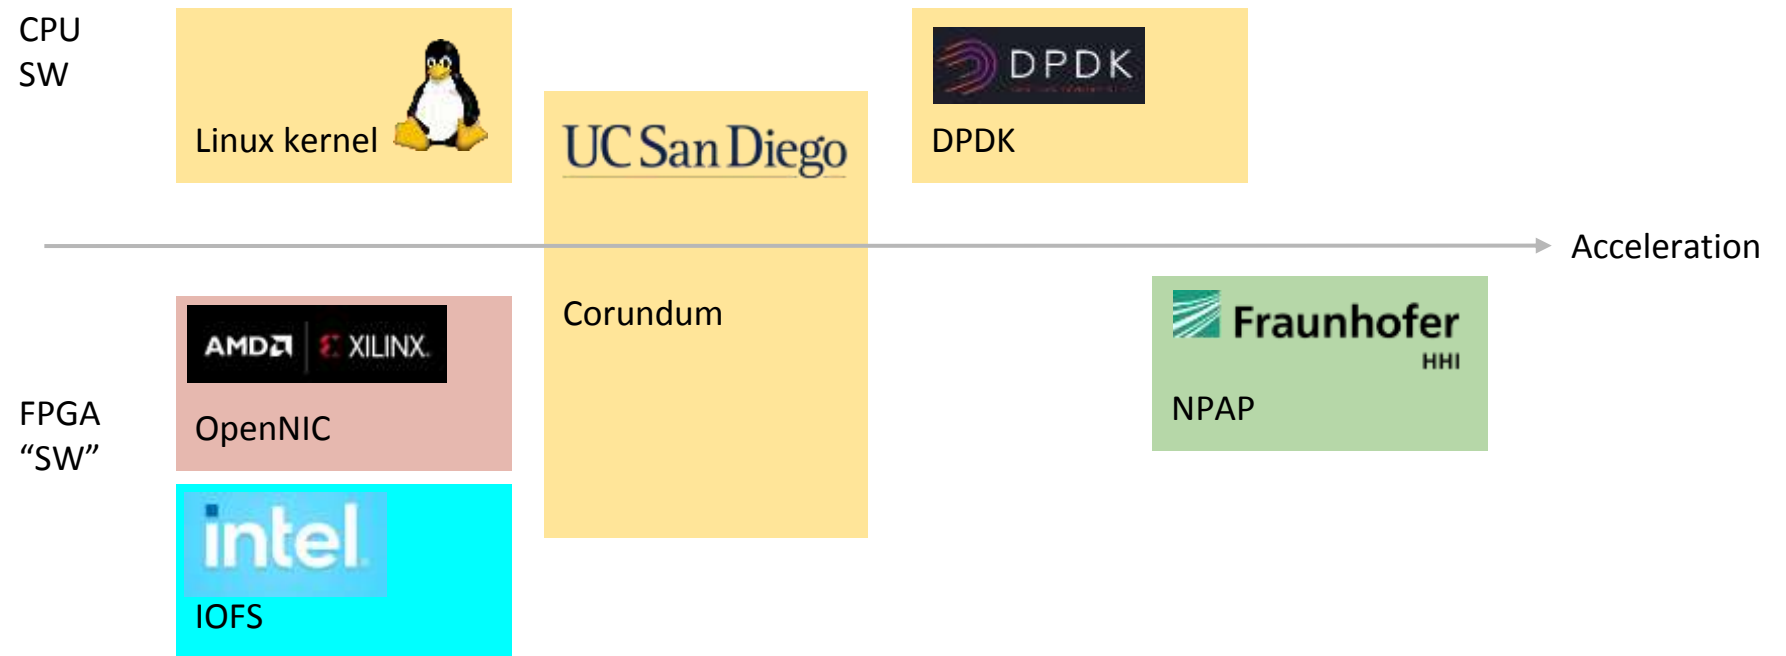 CPU
SW
Linux kernel
UC San Diego
DPDK
DPDK
Acceleration
AMD XILINX
OpenNIC
Corundum
Fraunhofer
HHI
NPAP
FPGA
“SW”
intel
IOFS